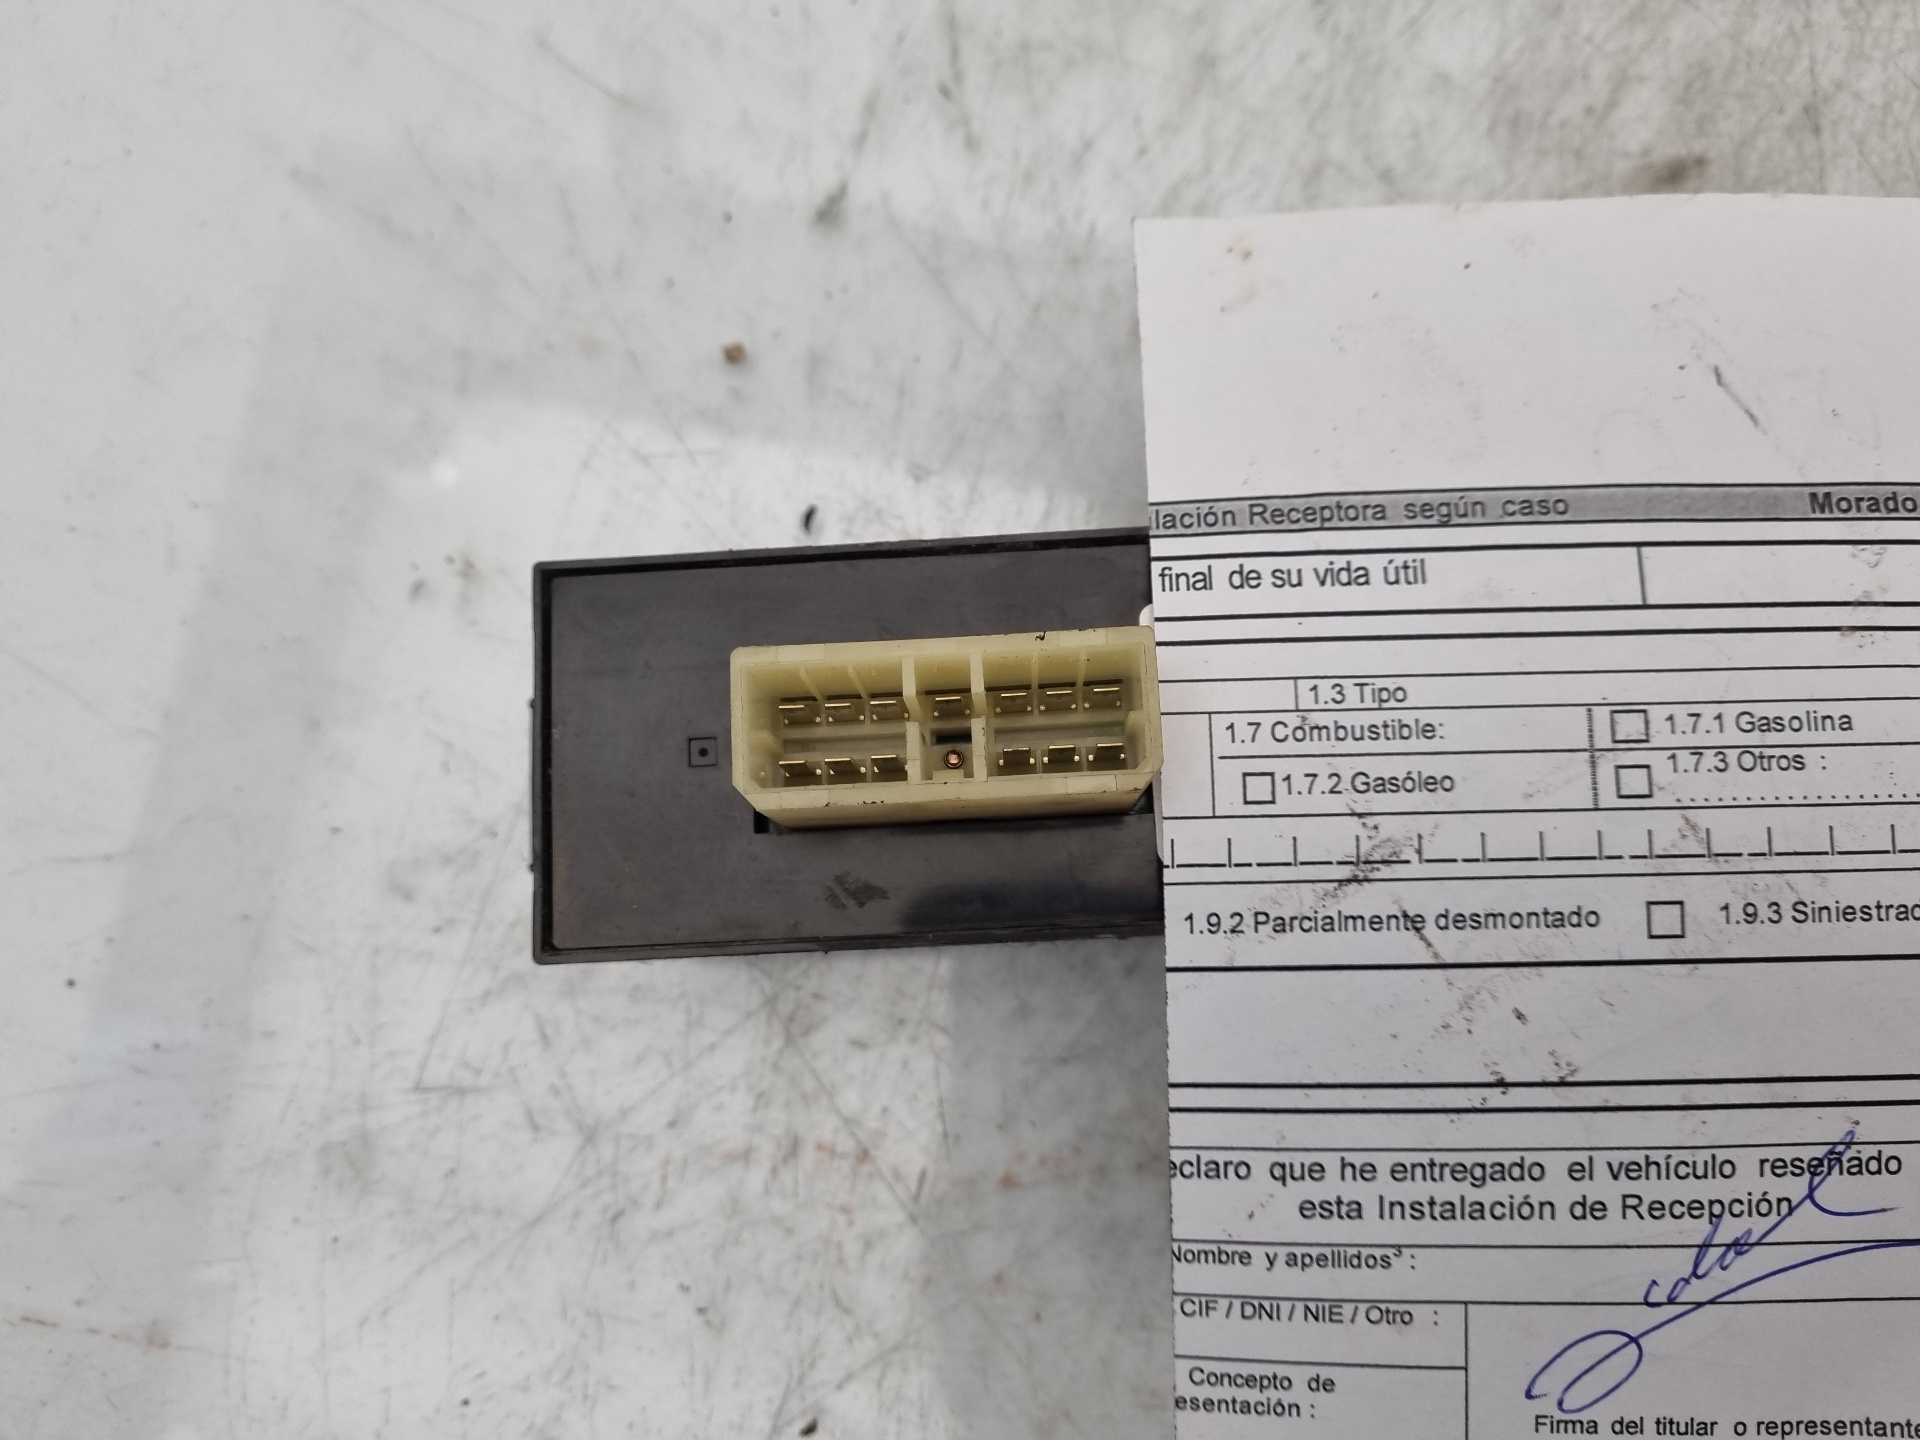 lación Receptora según caso Morado
final de su vida útil
1.3 Tipo
1.7 Combustible: 1.7.1 Gasolina
1.7.2 Gasóleo 1.7.3 Otros :
1.9.2 Parcialmente desmontado 1.9.3 Siniestrad
eclaro que he entregado el vehículo reseñado
esta Instalación de Recepción
Nombre y apellidos³ :
CIF / DNI / NIE / Otro :
Concepto de
esentación :
Firma del titular o representante